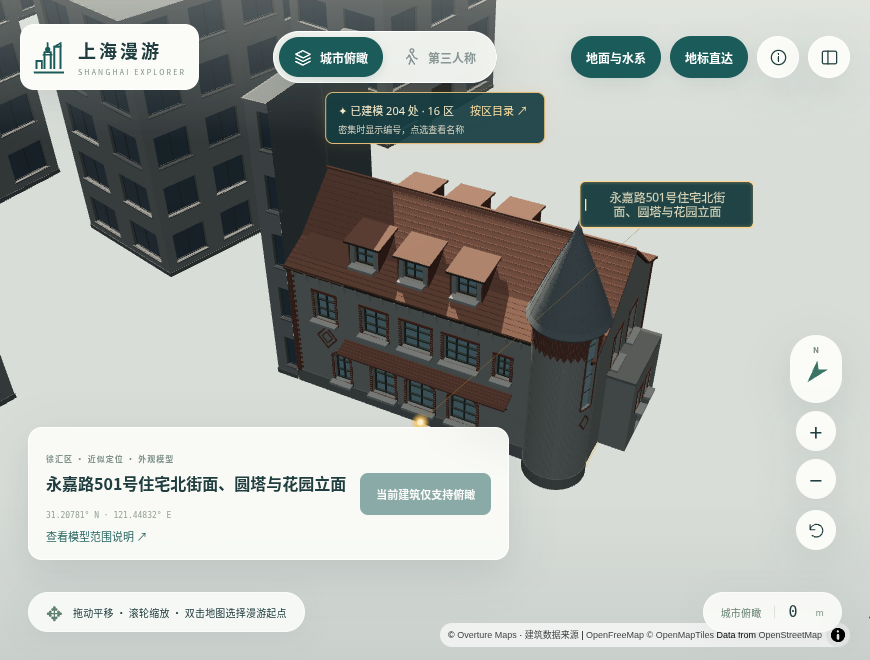 上海漫游
SHANGHAI EXPLORER
城市俯瞰
第三人称
地面与水系
地标直达
✦ 已建模 204 处 · 16 区 按区目录 ↗
密集时显示编号，点选查看名称
永嘉路501号住宅北街
面、圆塔与花园立面
N
徐汇区 · 近似定位 · 外观模型
永嘉路501号住宅北街面、圆塔与花园立面
当前建筑仅支持俯瞰
31.20781° N · 121.44832° E
查看模型范围说明 ↗
拖动平移 · 滚轮缩放 · 双击地图选择漫游起点
城市俯瞰 0 m
© Overture Maps · 建筑数据来源 | OpenFreeMap © OpenMapTiles Data from OpenStreetMap